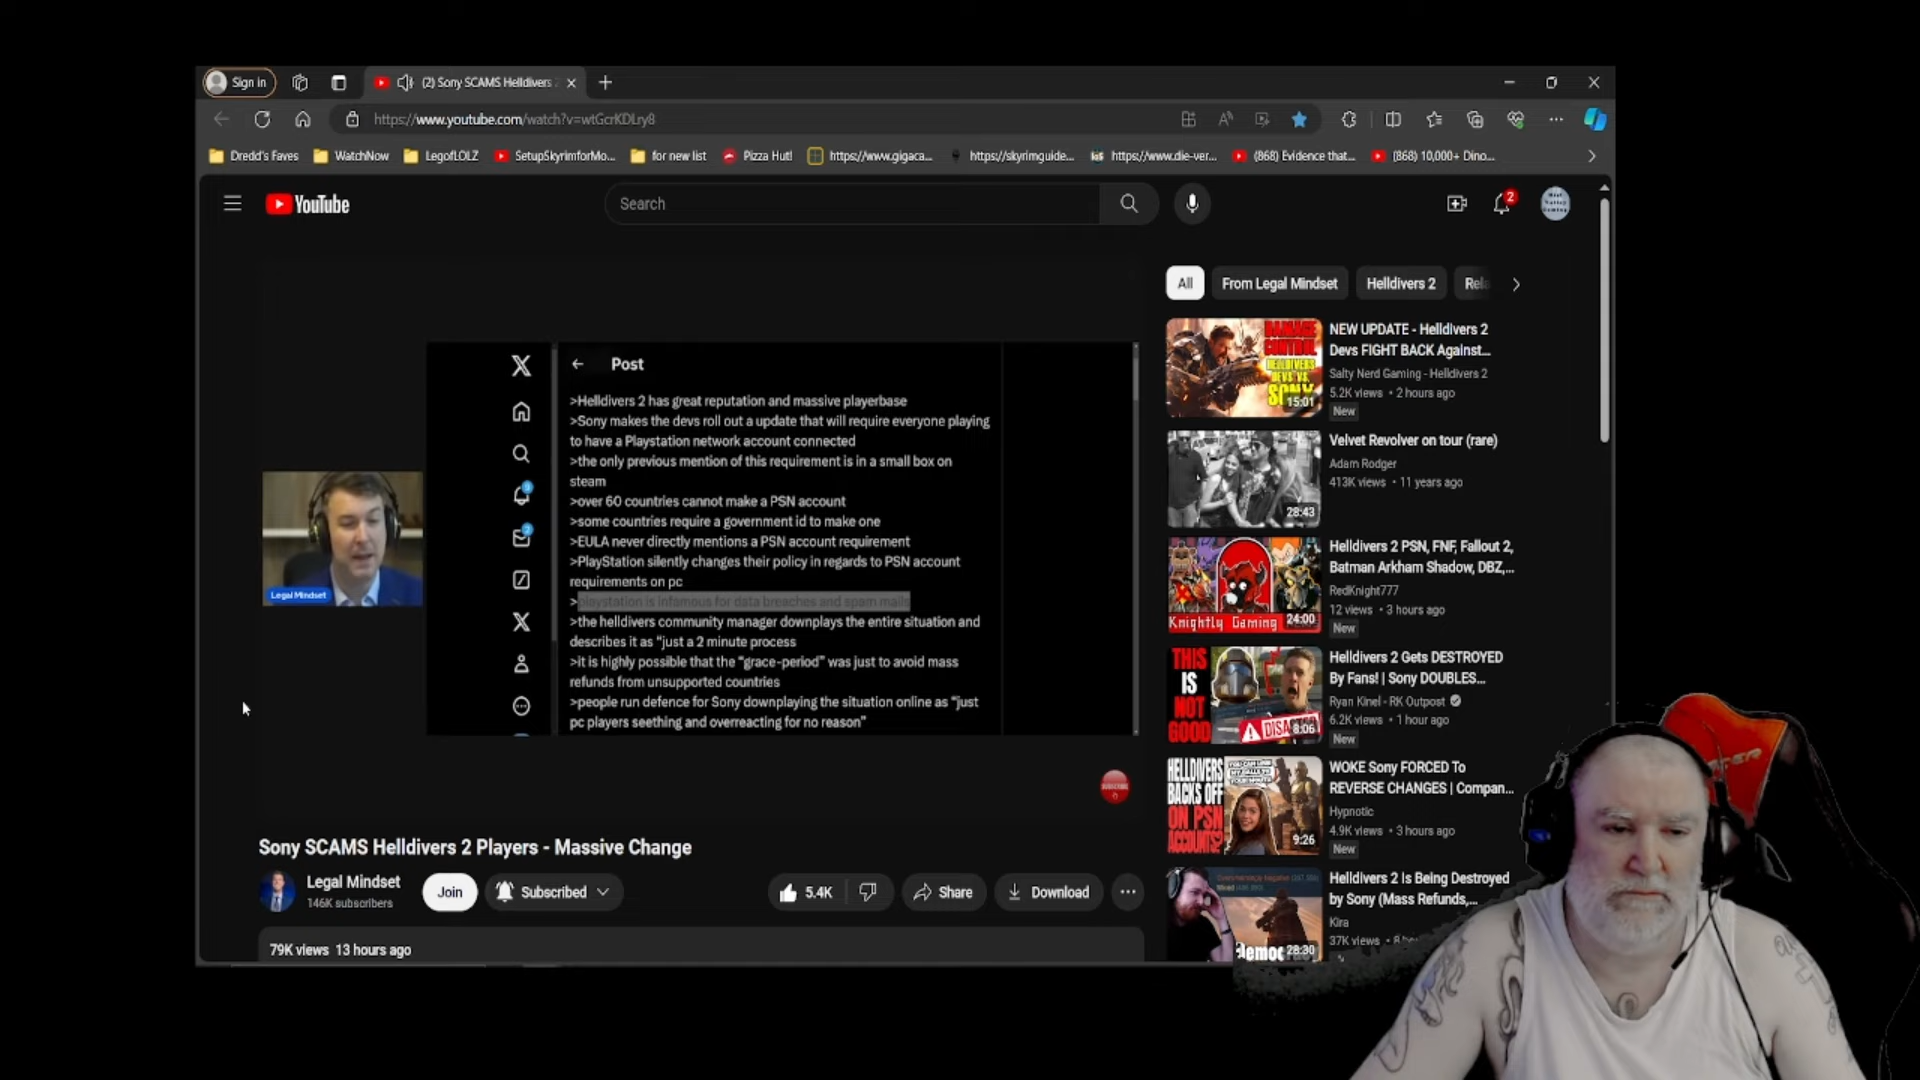 Sign in
(2) Sony SCAMS Helldivers
https://www.youtube.com/watch?v=wtGcrKDLry8
Dredd's Faves
WatchNow
LegofLOLZ
SetupSkyrimforMo...
for new list
Pizza Hut!
https://www.gigaca...
https://skyrimguide...
https://www.die-ver...
(868) Evidence that...
(868) 10,000+ Dino...
YouTube
Search
2
All
From Legal Mindset
Helldivers 2
Post
>Helldivers 2 has great reputation and massive playerbase
>Sony makes the devs roll out a update that will require everyone playing
to have a Playstation network account connected
>the only previous mention of this requirement is in a small box on
steam
>over 60 countries cannot make a PSN account
>some countries require a government id to make one
>EULA never directly mentions a PSN account requirement
>PlayStation silently changes their policy in regards to PSN account
requirements on pc
>playstation is infamous for data breaches and spam mails
>the helldivers community manager downplays the entire situation and
describes it as "just a 2 minute process
>it is highly possible that the "grace-period" was just to avoid mass
refunds from unsupported countries
>people run defence for Sony downplaying the situation online as "just
pc players seething and overreacting for no reason"
Legal Mindset
Sony SCAMS Helldivers 2 Players - Massive Change
Legal Mindset
146K subscribers
Join
Subscribed
5.4K
Share
Download
79K views 13 hours ago
DAMAGE
CONTROL
HELLDIVERS
DEVS VS.
SONY
15:01
NEW UPDATE - Helldivers 2
Devs FIGHT BACK Against...
Salty Nerd Gaming - Helldivers 2
5.2K views • 2 hours ago
New
28:43
Velvet Revolver on tour (rare)
Adam Rodger
413K views • 11 years ago
Knightly Gaming
24:00
Helldivers 2 PSN, FNF, Fallout 2,
Batman Arkham Shadow, DBZ,...
RedKnight777
12 views • 3 hours ago
New
THIS
IS
NOT
GOOD
8:06
Helldivers 2 Gets DESTROYED
By Fans! | Sony DOUBLES...
Ryan Kinel - RK Outpost
6.2K views • 1 hour ago
New
HELLDIVERS
BACKS OFF
ON PSN
ACCOUNTS?
9:26
WOKE Sony FORCED To
REVERSE CHANGES | Compan...
Hypnotic
4.9K views • 3 hours ago
New
28:30
Helldivers 2 Is Being Destroyed
by Sony (Mass Refunds,...
Kira
37K views